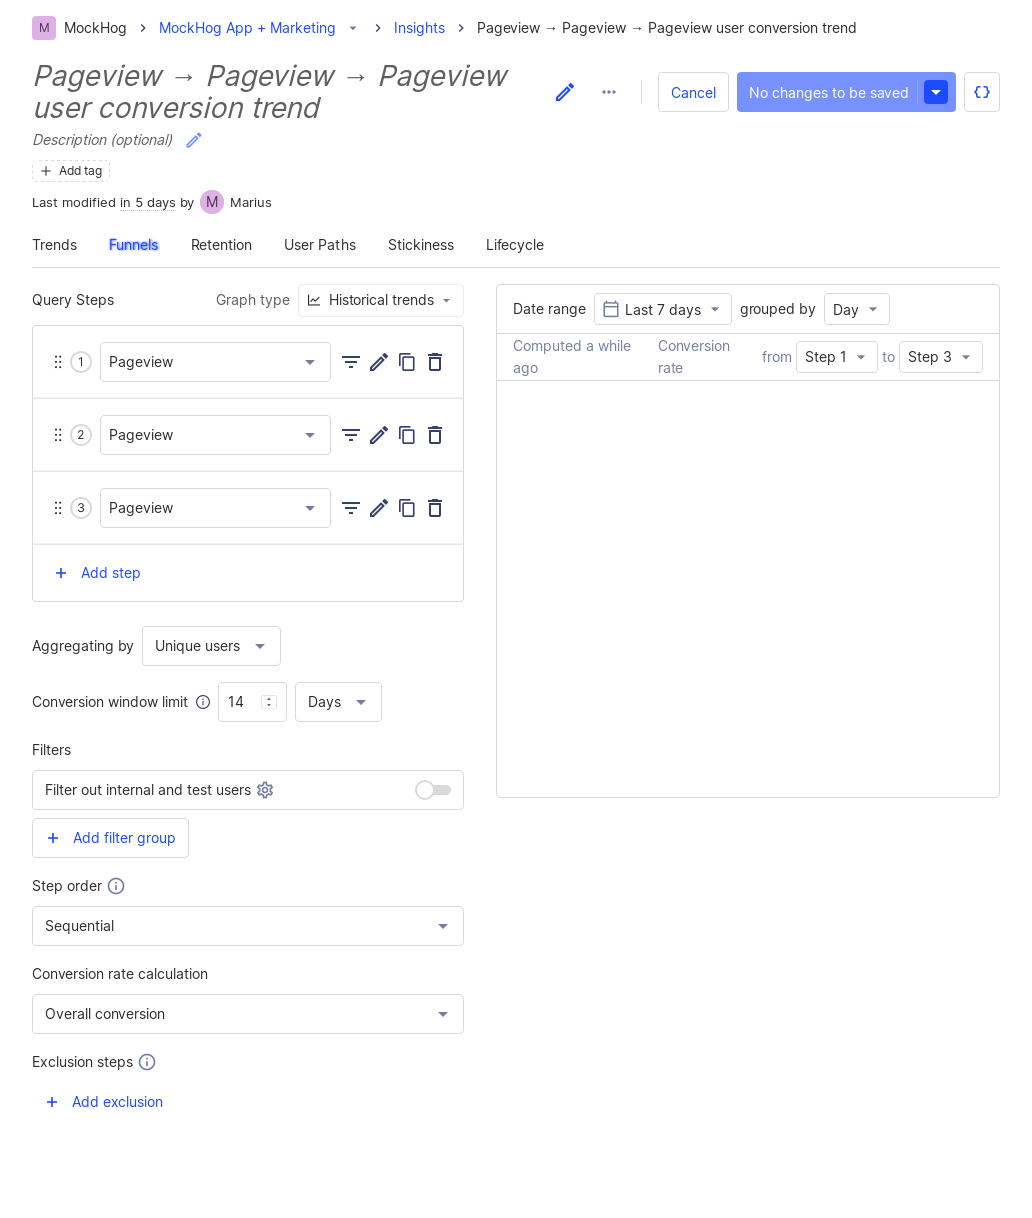 M MockHog MockHog App + Marketing Insights Pageview → Pageview → Pageview user conversion trend
Pageview → Pageview → Pageview
user conversion trend
Cancel
No changes to be saved
Description (optional)
Add tag
Last modified in 5 days by M Marius
Trends Funnels Retention User Paths Stickiness Lifecycle
Query Steps Graph type Historical trends
1 Pageview
2 Pageview
3 Pageview
Add step
Aggregating by Unique users
Conversion window limit 14 Days
Filters
Filter out internal and test users
Add filter group
Step order
Sequential
Conversion rate calculation
Overall conversion
Exclusion steps
Add exclusion
Date range Last 7 days grouped by Day
Computed a while
ago
Conversion
rate
from Step 1 to Step 3